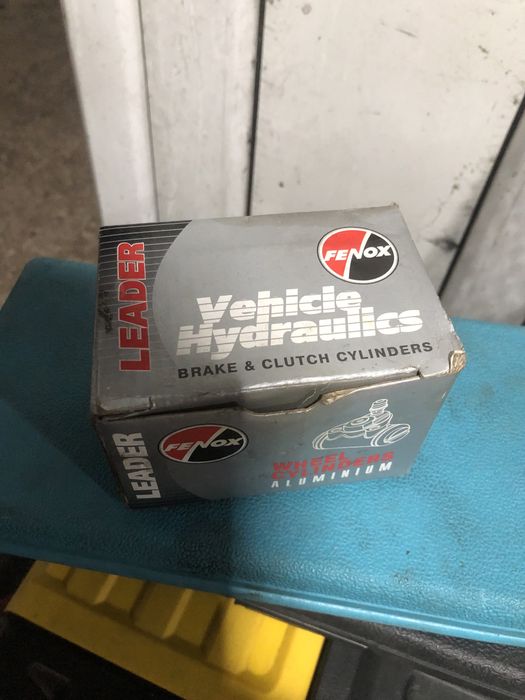 LEADER
FENOX
Vehicle
Hydraulics
BRAKE & CLUTCH CYLINDERS
LEADER
FENOX
WHEEL
CYLINDERS
ALUMINIUM